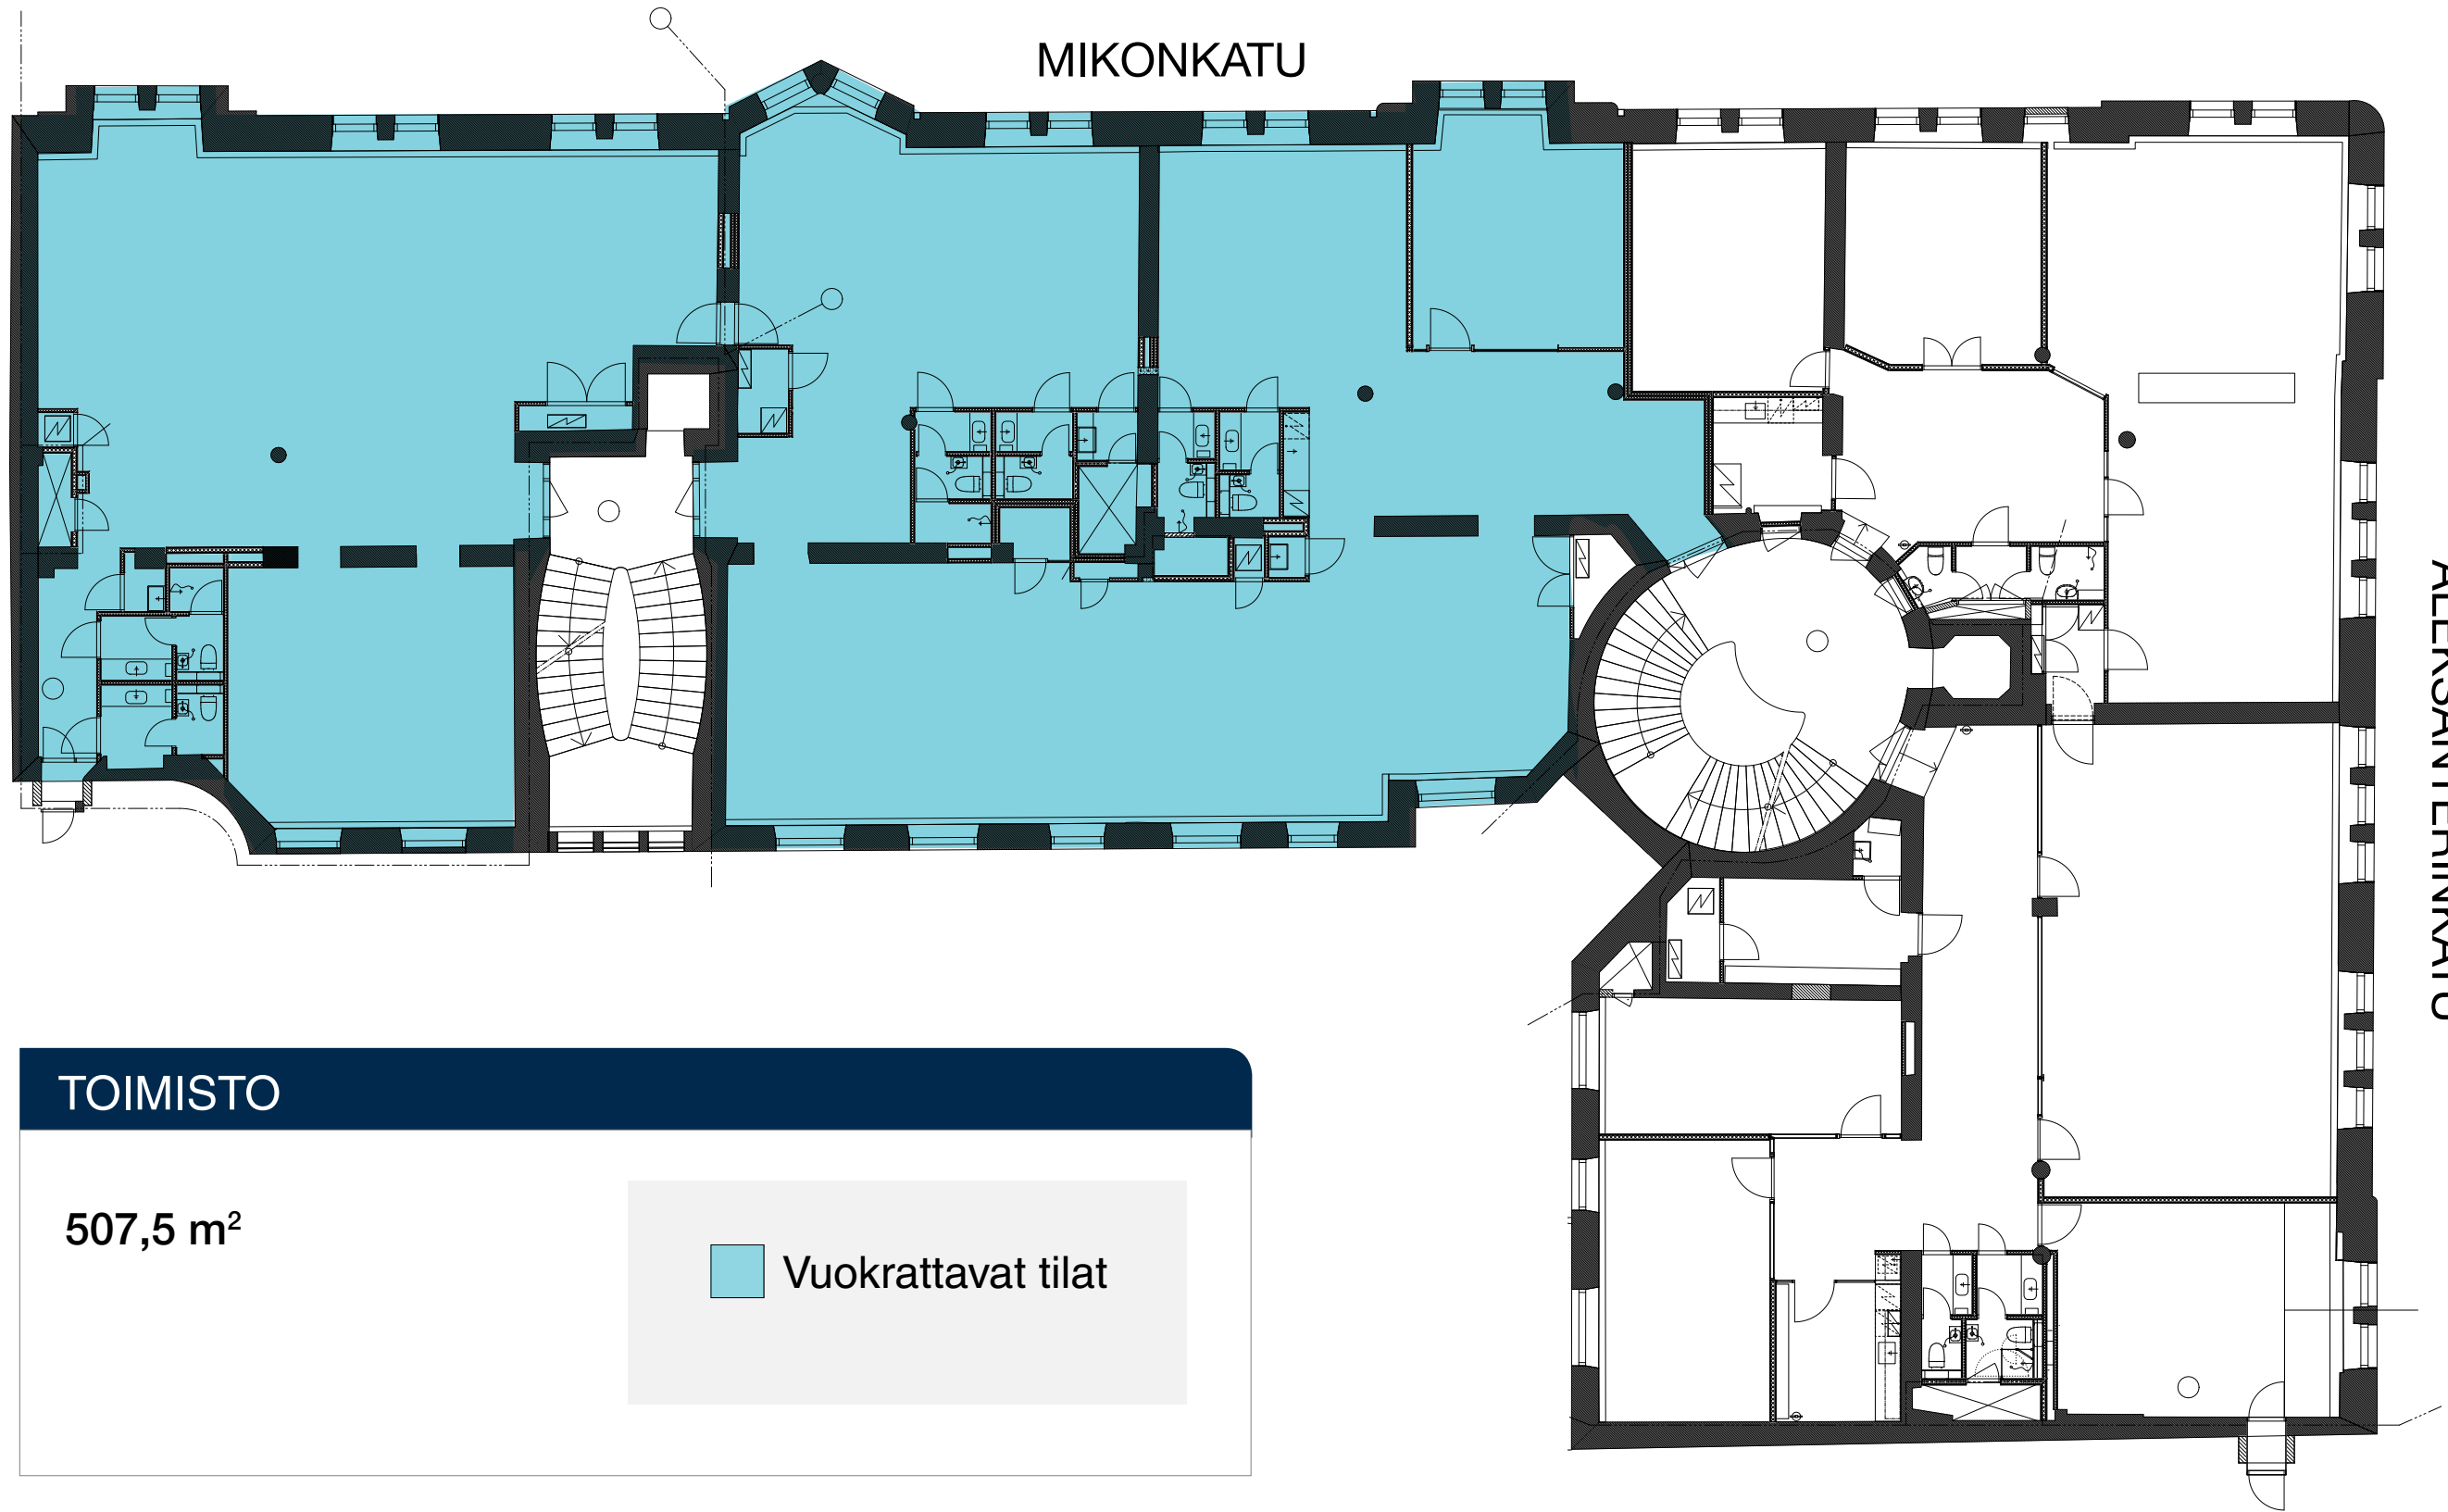 MIKONKATU
ALEKSANTERINKATU
TOIMISTO
507,5 m²
Vuokrattavat tilat